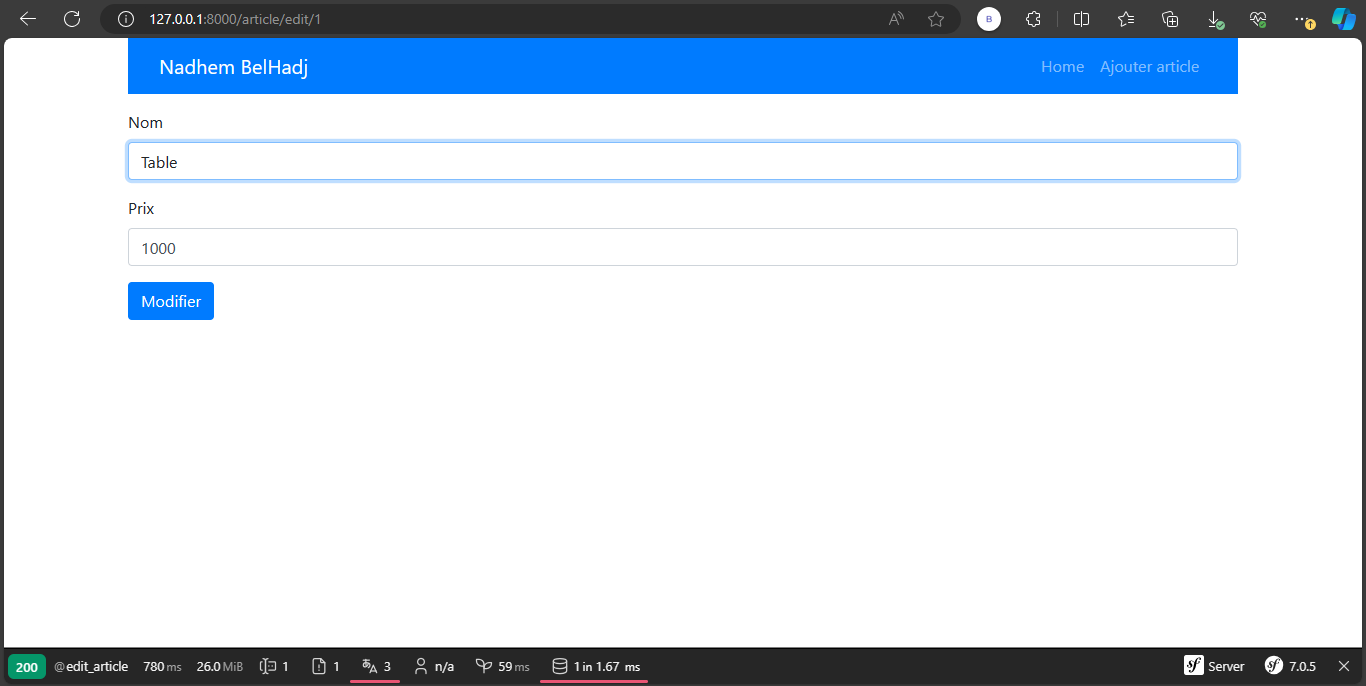 127.0.0.1:8000/article/edit/1
B
Nadhem BelHadj
Home
Ajouter article
Nom
Table
Prix
1000
Modifier
200 @edit_article 780 ms 26.0 MiB 1 1 3 n/a 59 ms 1 in 1.67 ms sf Server sf 7.0.5